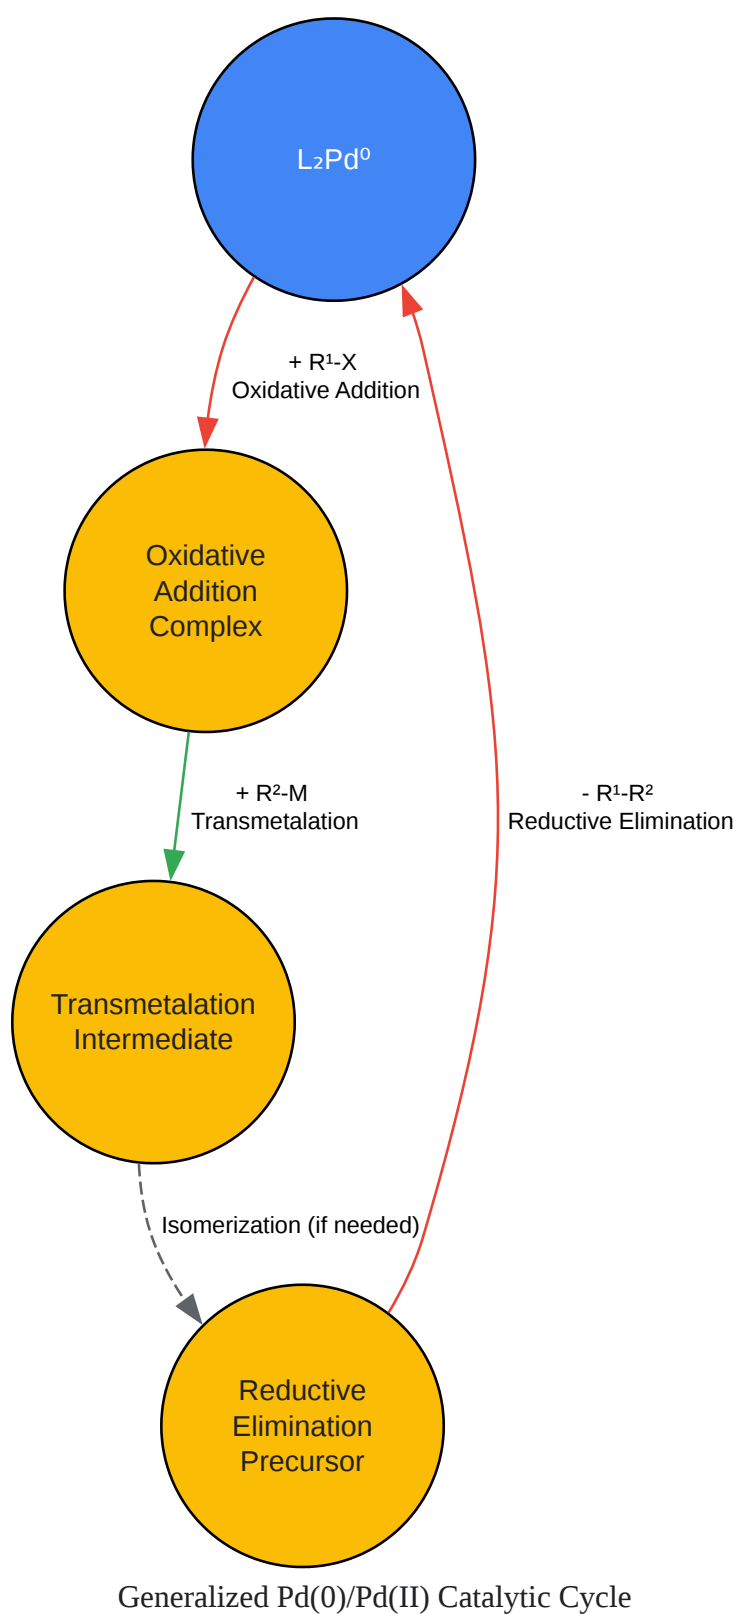 L₂Pd⁰
+ R¹-X
Oxidative Addition
Oxidative
Addition
Complex
+ R²-M
Transmetalation
- R¹-R²
Reductive Elimination
Transmetalation
Intermediate
Isomerization (if needed)
Reductive
Elimination
Precursor
Generalized Pd(0)/Pd(II) Catalytic Cycle